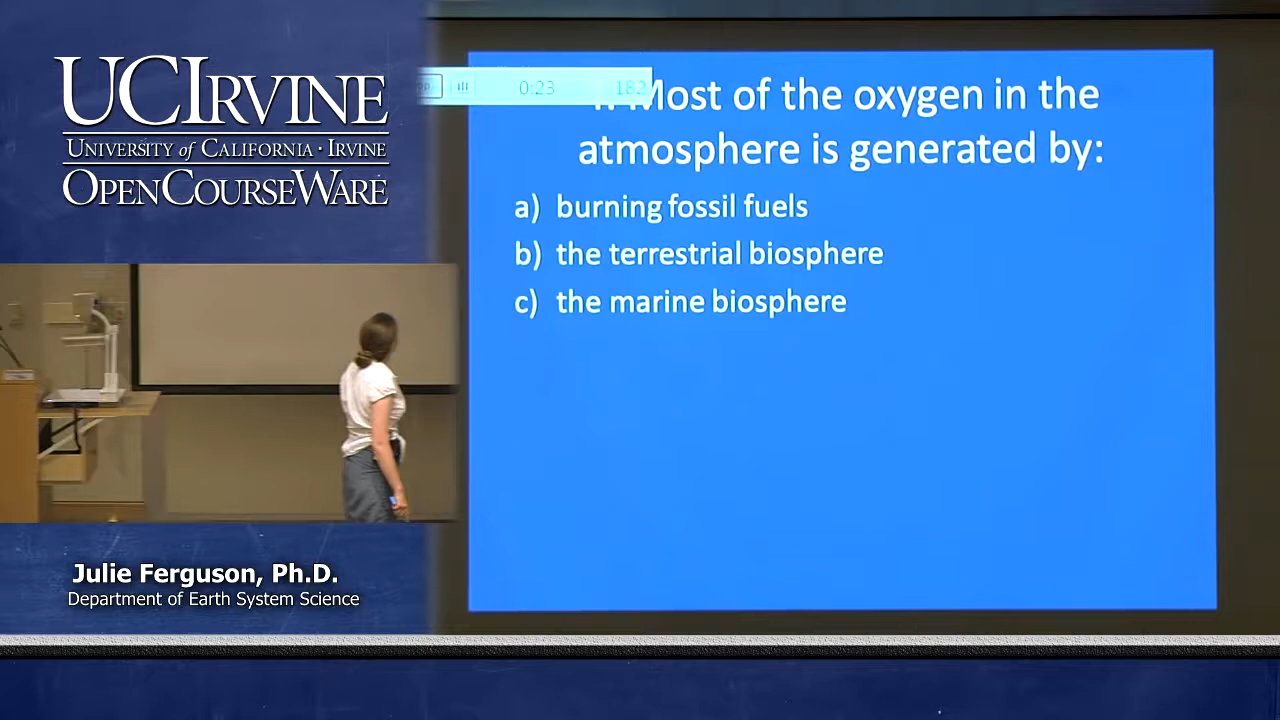 UCIRVINE
UNIVERSITY of CALIFORNIA · IRVINE
OPENCOURSEWARE
0:23 182
Most of the oxygen in the
atmosphere is generated by:
a) burning fossil fuels
b) the terrestrial biosphere
c) the marine biosphere
Julie Ferguson, Ph.D.
Department of Earth System Science